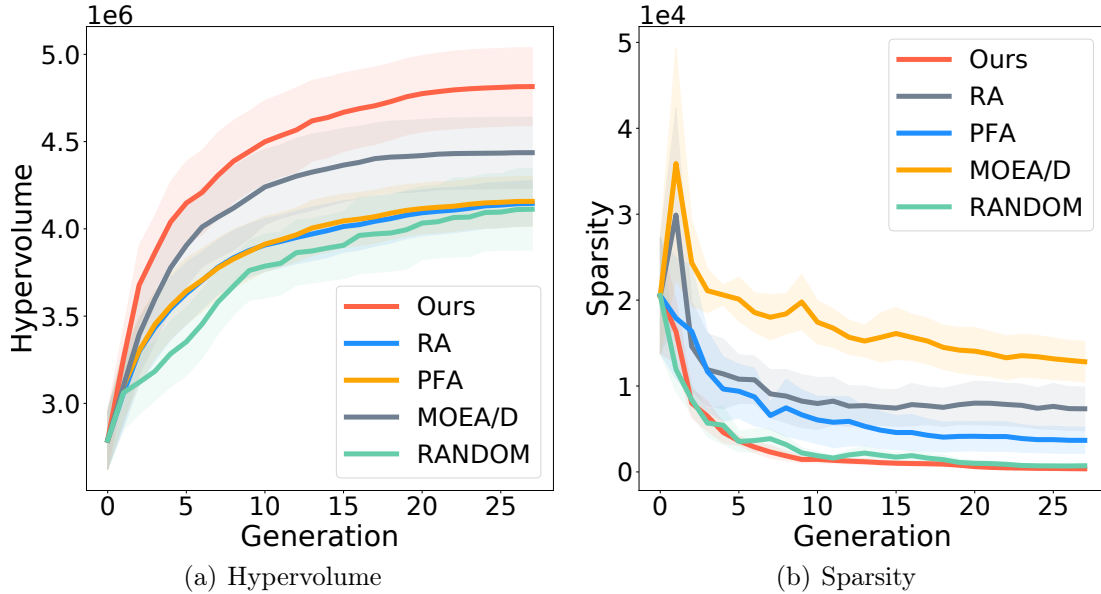 1e6
5.0
4.5
4.0
3.5
3.0
Hypervolume
Ours
RA
PFA
MOEA/D
RANDOM
0 5 10 15 20 25
Generation
(a) Hypervolume
1e4
5
4
3
2
1
0
Sparsity
Ours
RA
PFA
MOEA/D
RANDOM
0 5 10 15 20 25
Generation
(b) Sparsity